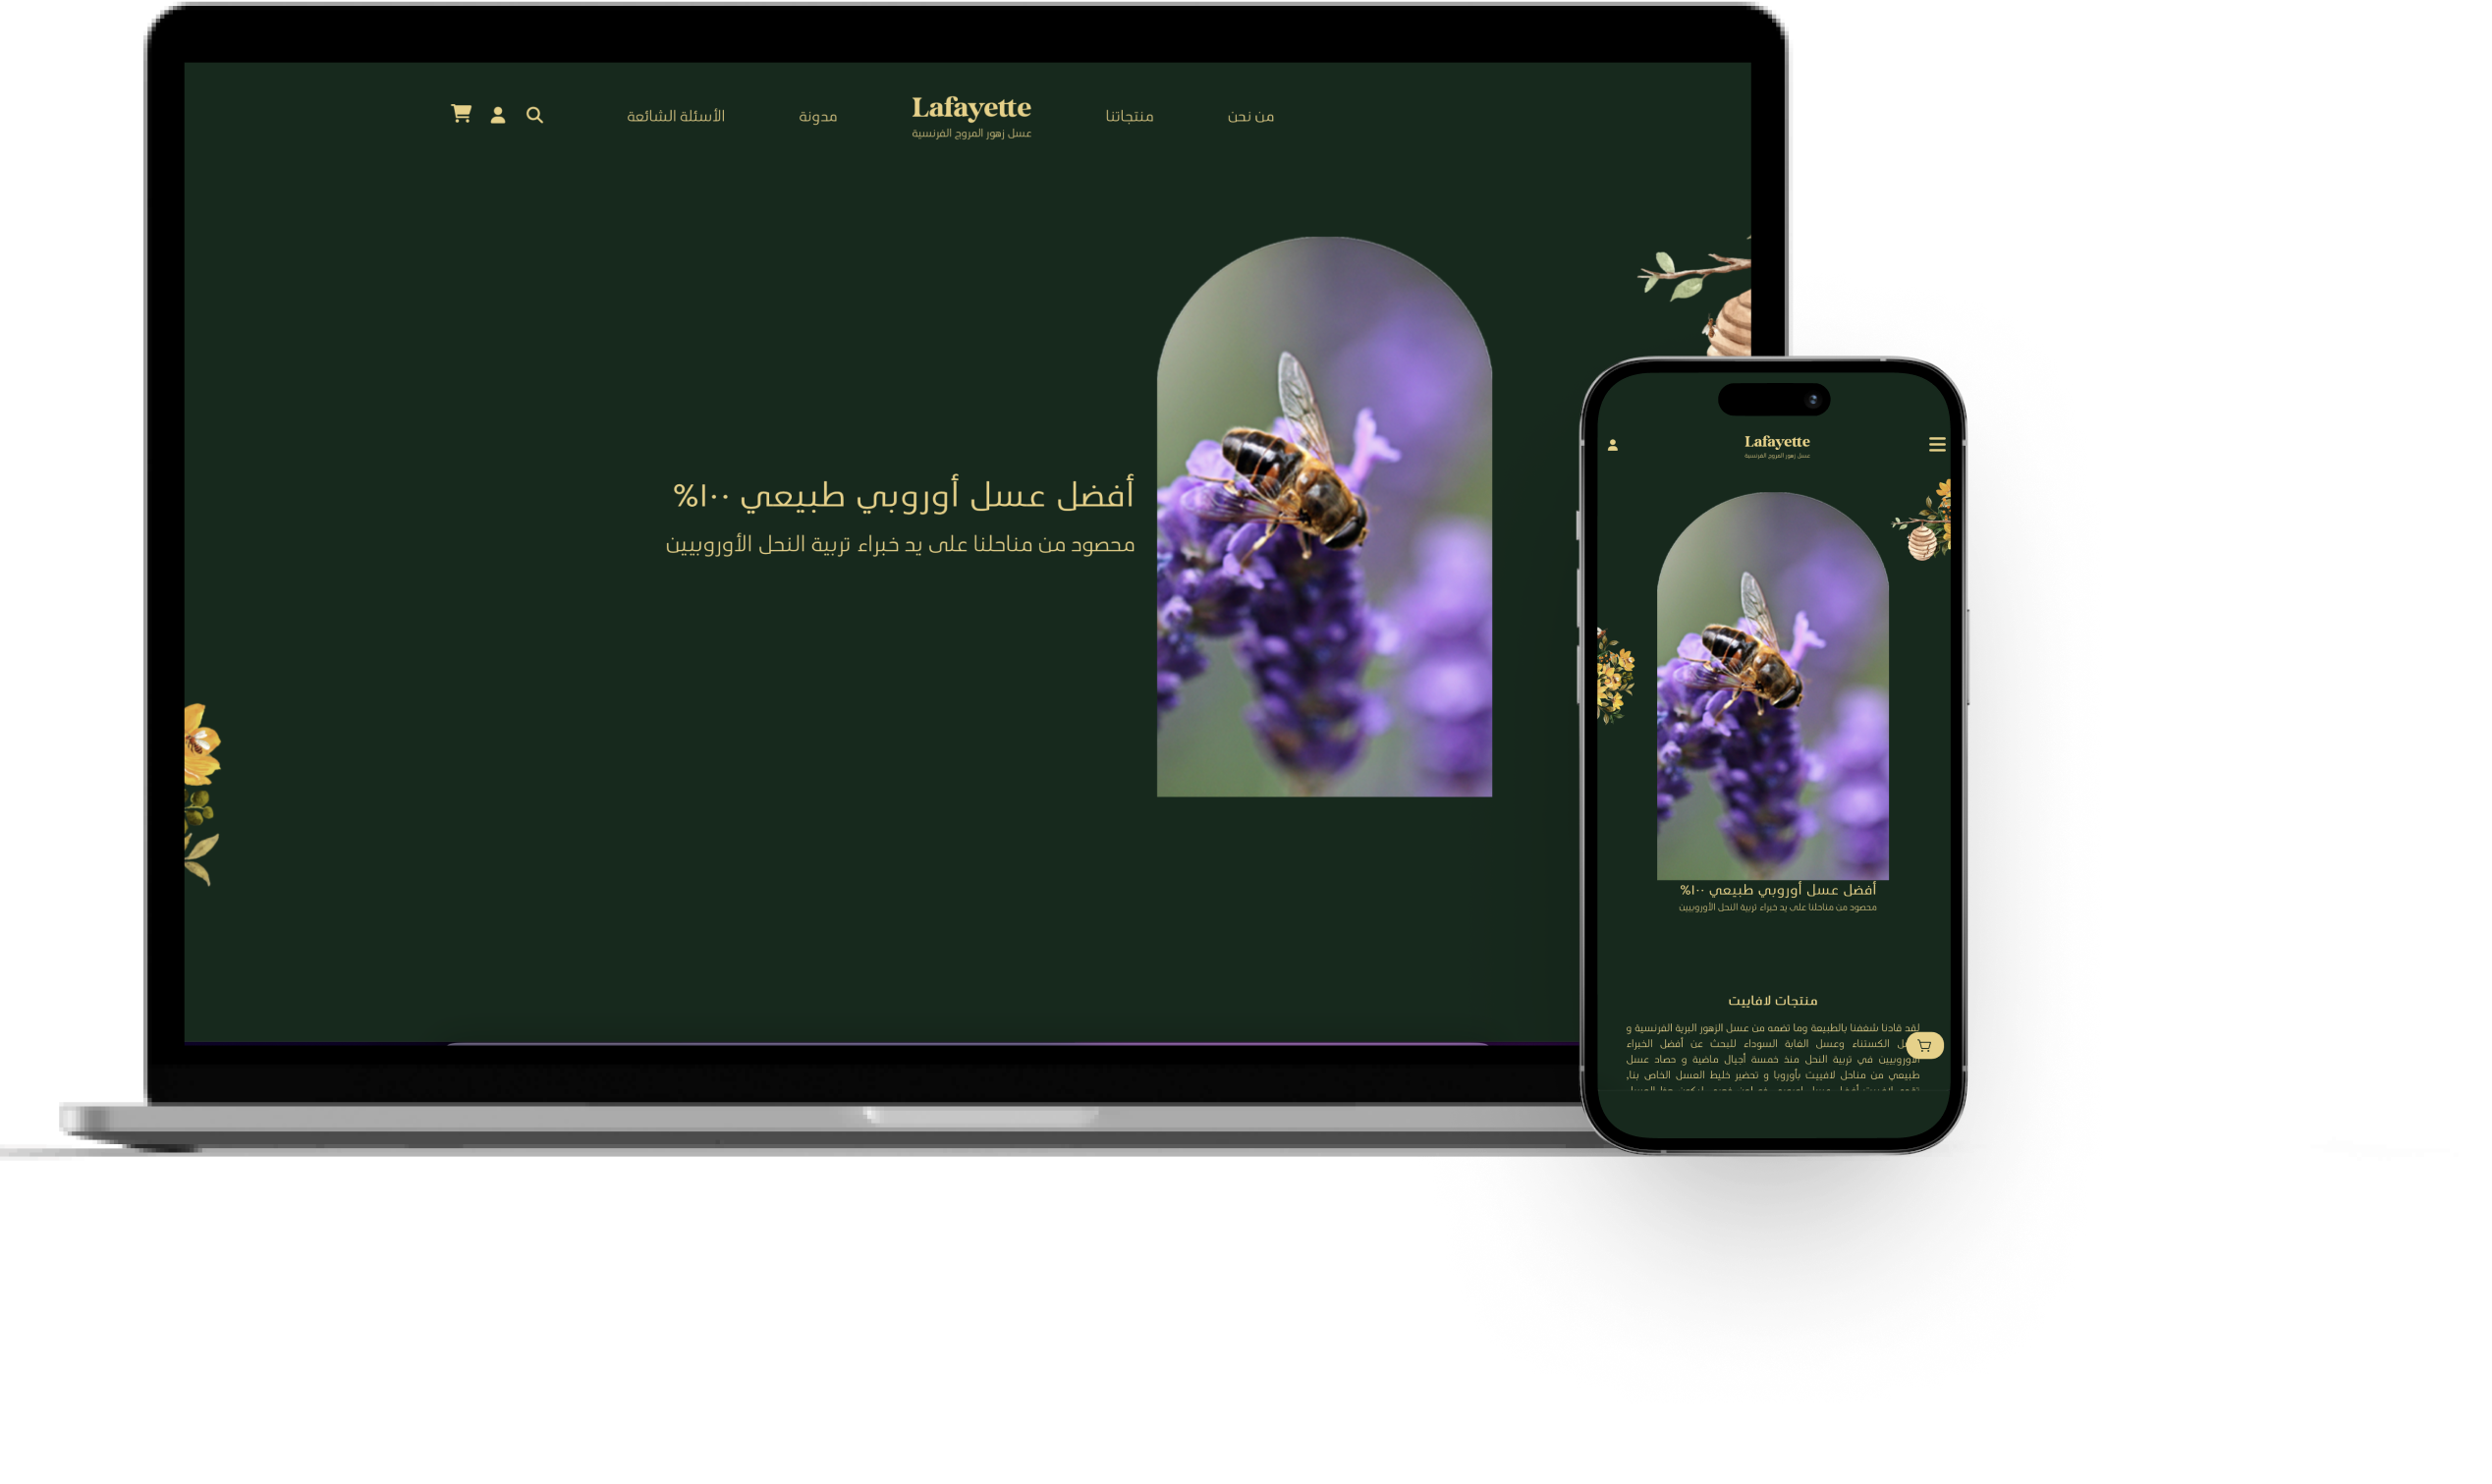 من نحن
منتجاتنا
Lafayette
عسل زهور المروج الفرنسية
مدونة
الأسئلة الشائعة
أفضل عسل أوروبي طبيعي ١٠٠%
محصود من مناحلنا على يد خبراء تربية النحل الأوروبيين
Lafayette
عسل زهور المروج الفرنسية
أفضل عسل أوروبي طبيعي ١٠٠%
محصود من مناحلنا على يد خبراء تربية النحل الأوروبيين
منتجات لافاييت
لقد قادنا شغفنا بالطبيعة وما تضمه من عسل الزهور البرية الفرنسية و
الكستناء وعسل الغابة السوداء للبحث عن أفضل الخبراء
الأوروبيين في تربية النحل منذ خمسة أجيال ماضية و حصاد عسل
طبيعي من مناحل لافييت بأوروبا و تحضير خليط العسل الخاص بنا,